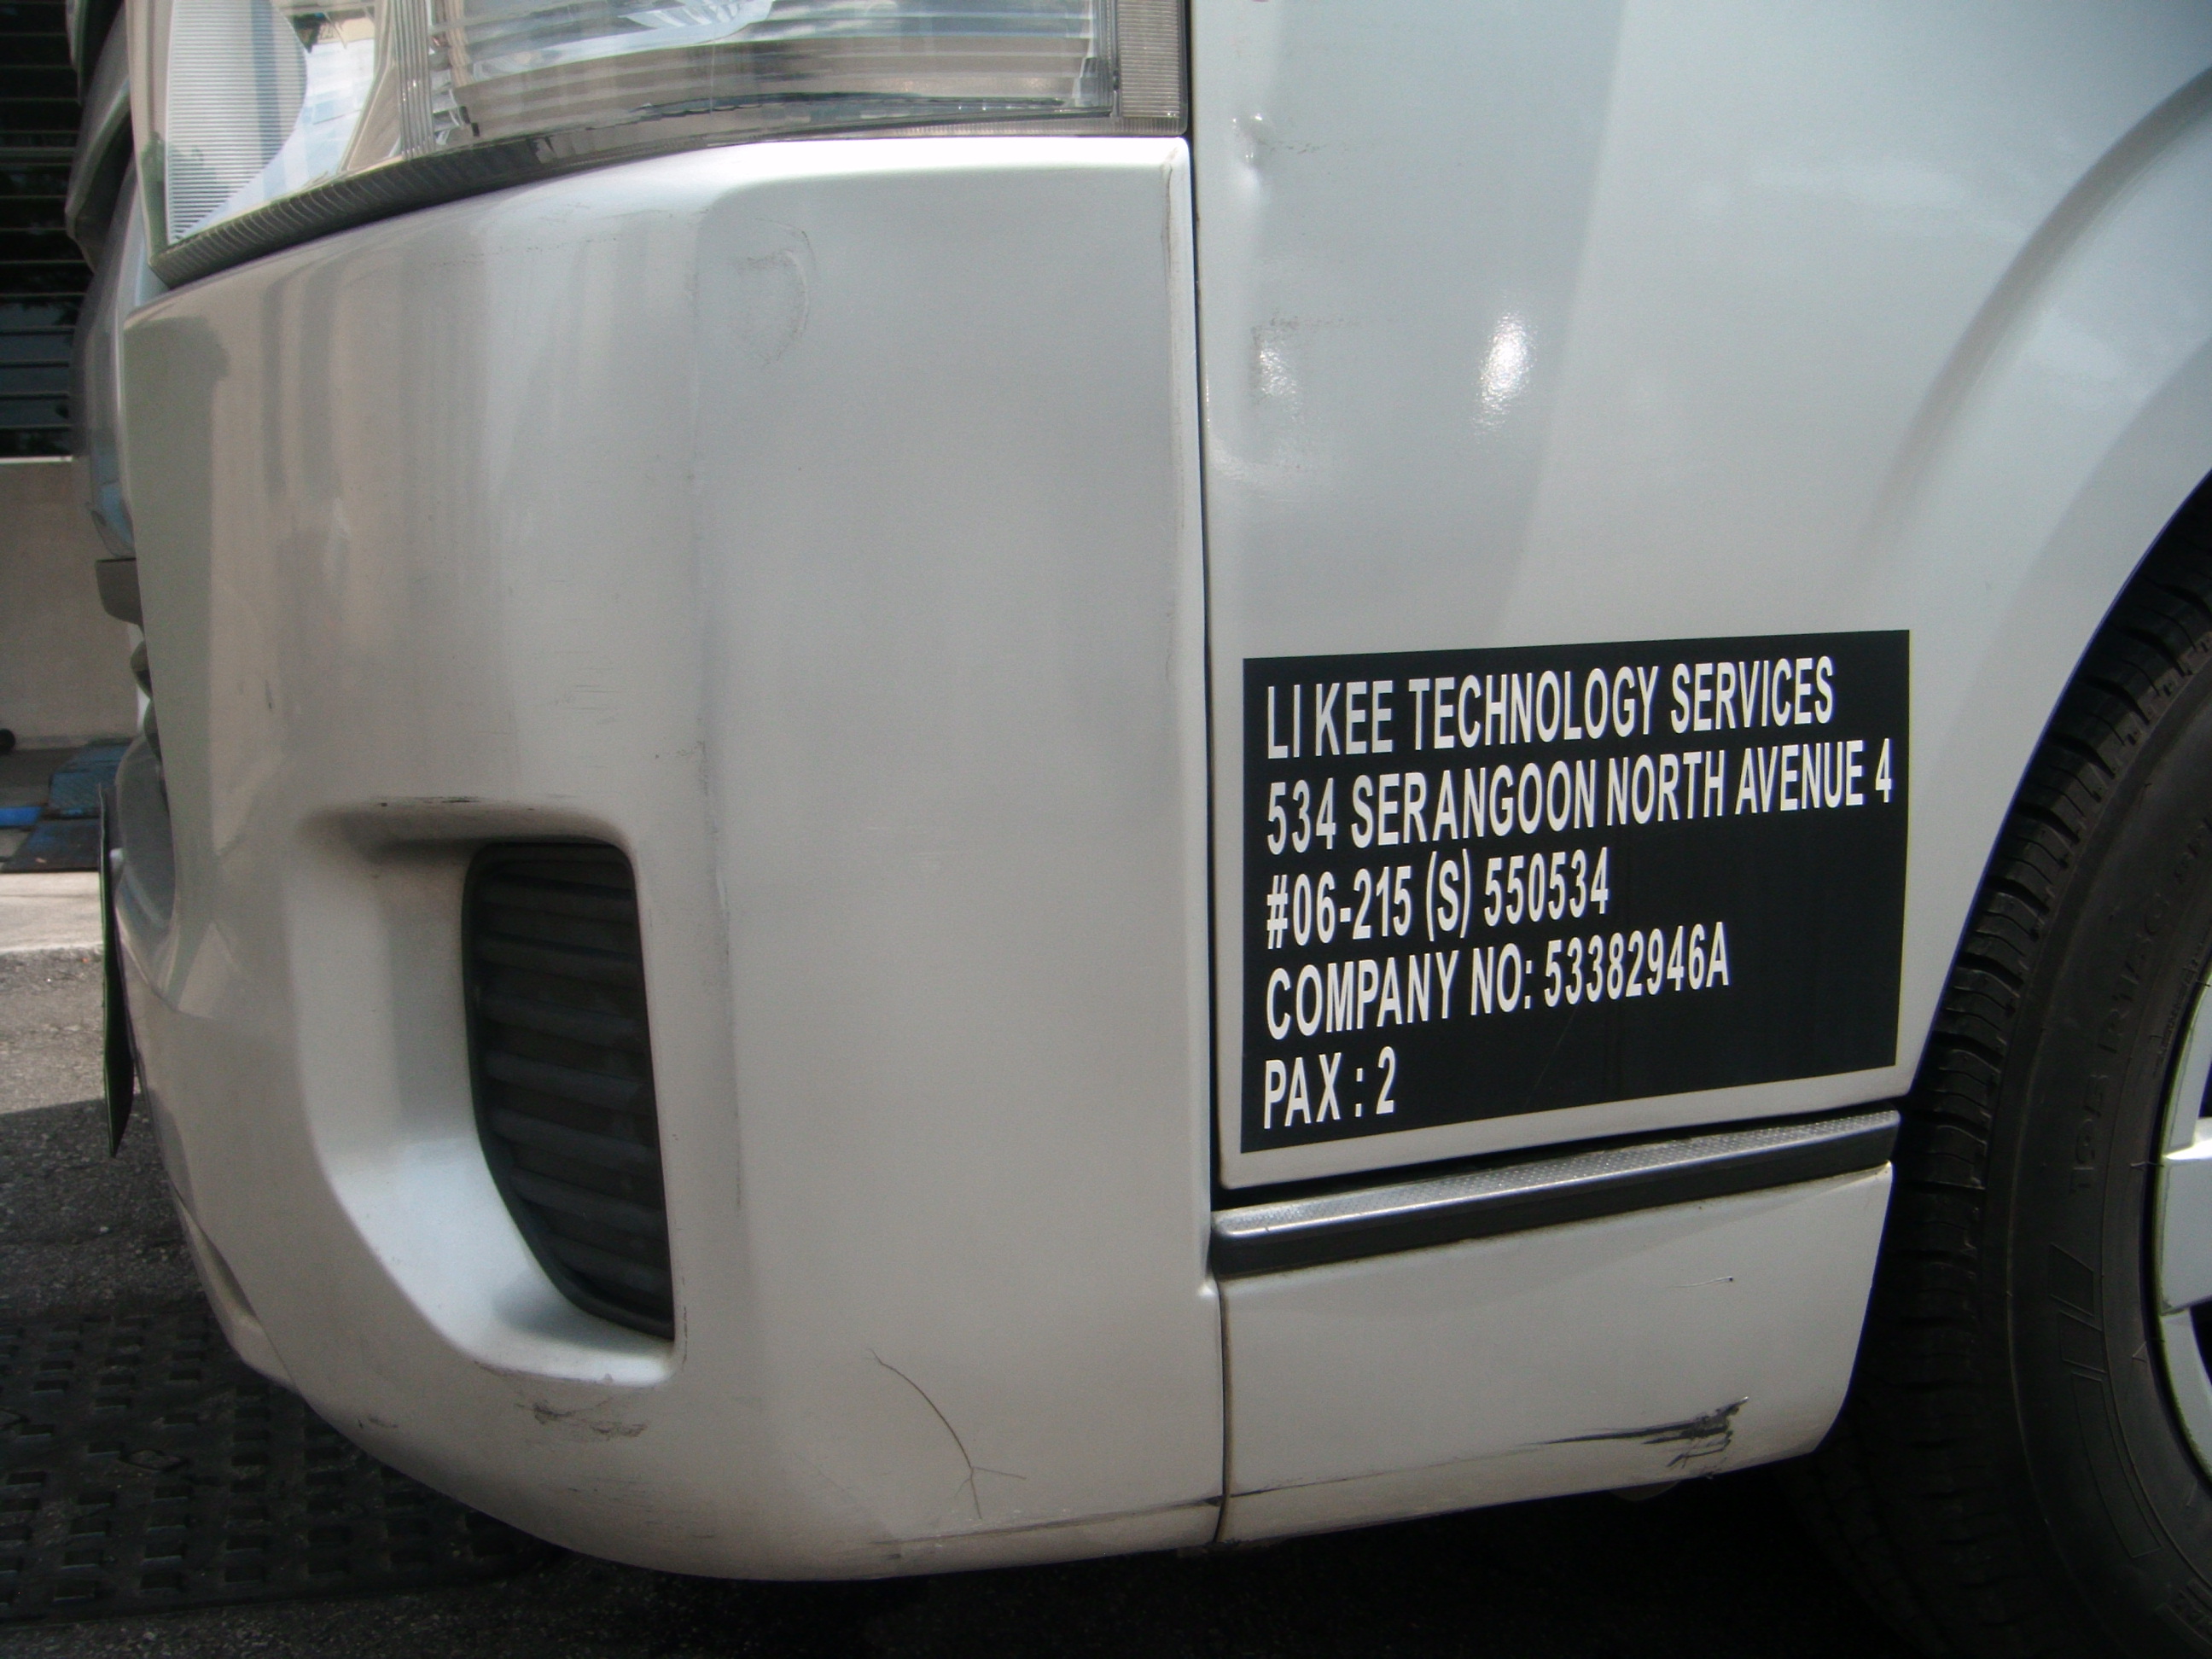 LI KEE TECHNOLOGY SERVICES
534 SERANGOON NORTH AVENUE 4
#06-215 (S) 550534
COMPANY NO: 53382946A
PAX : 2